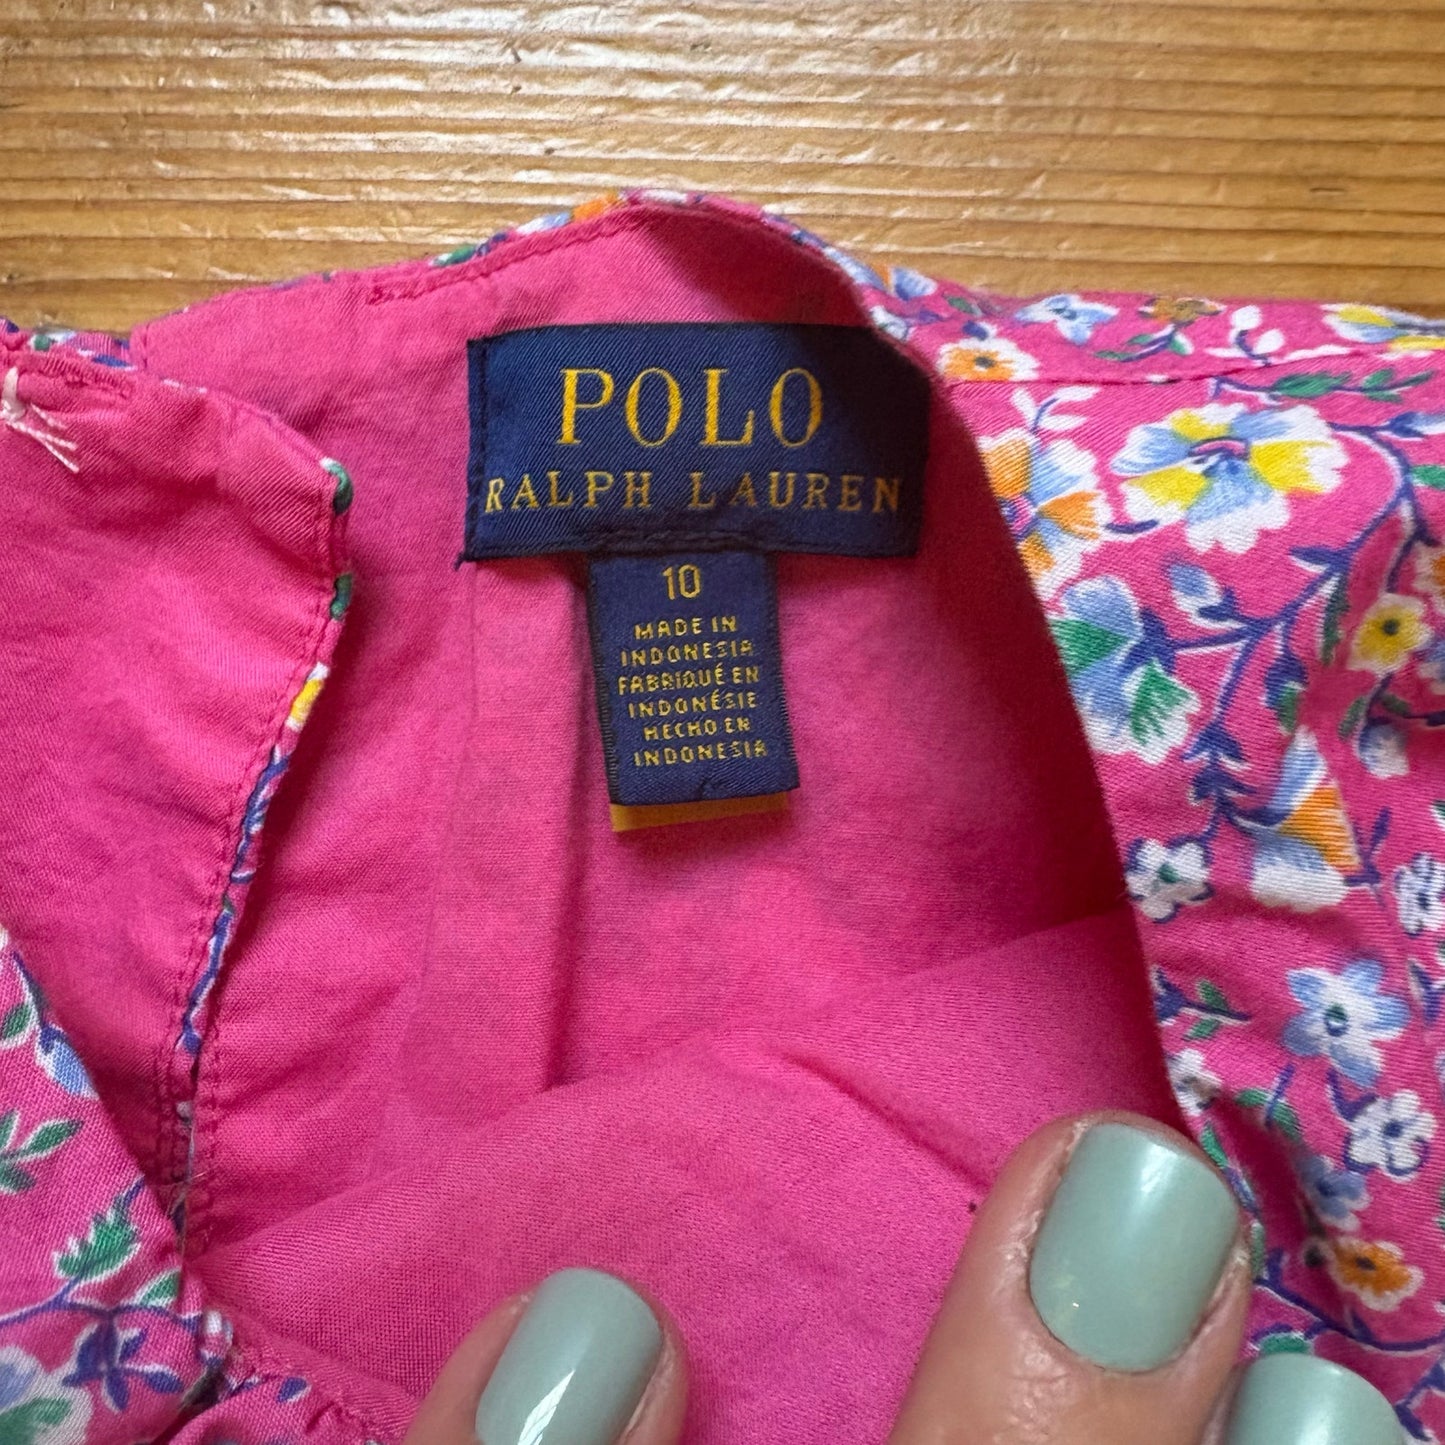 POLO
RALPH LAUREN
10
MADE IN
INDONESIA
FABRIQUÉ EN
INDONÉSIE
HECHO EN
INDONESIA